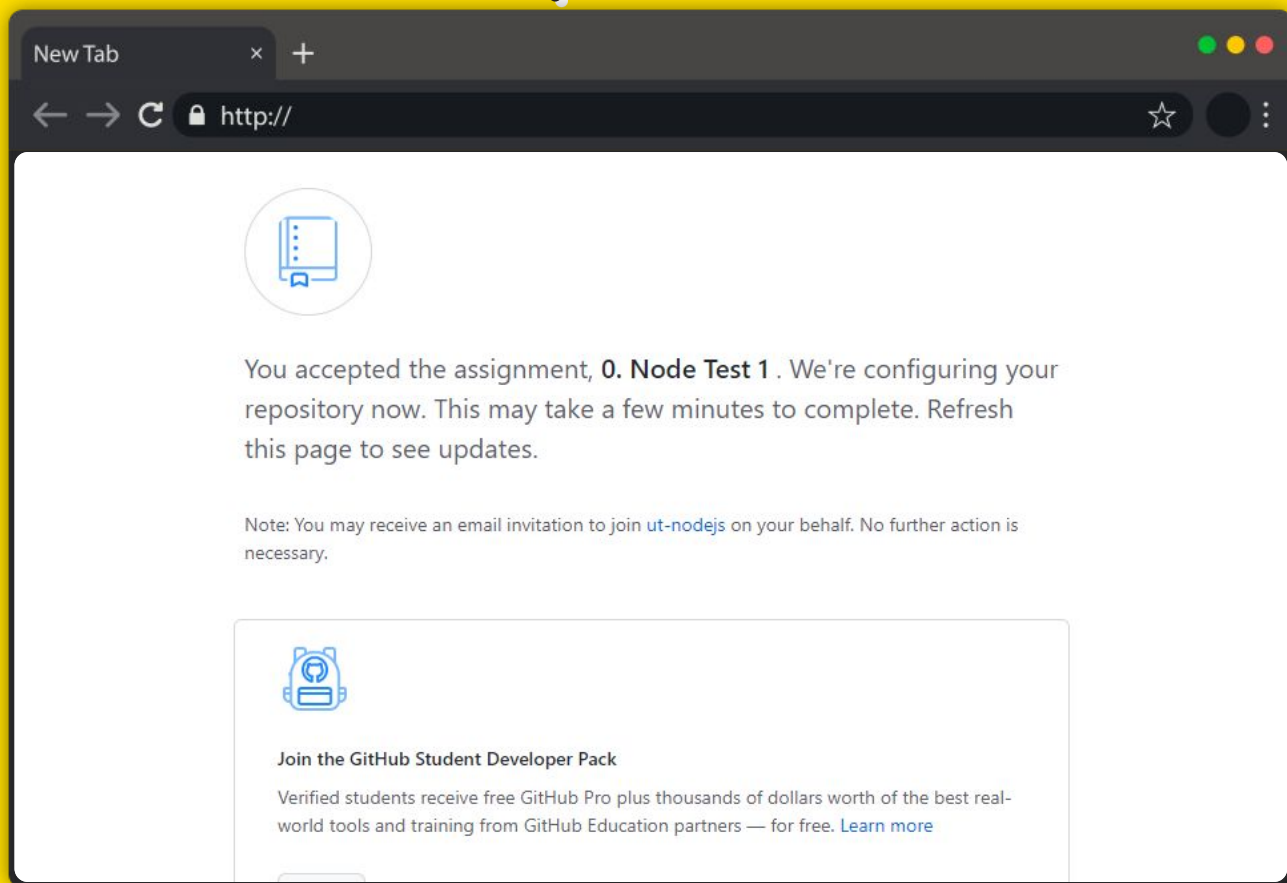 New Tab
http://
You accepted the assignment, 0. Node Test 1 . We're configuring your
repository now. This may take a few minutes to complete. Refresh
this page to see updates.
Note: You may receive an email invitation to join ut-nodejs on your behalf. No further action is
necessary.
Join the GitHub Student Developer Pack
Verified students receive free GitHub Pro plus thousands of dollars worth of the best real-
world tools and training from GitHub Education partners — for free. Learn more